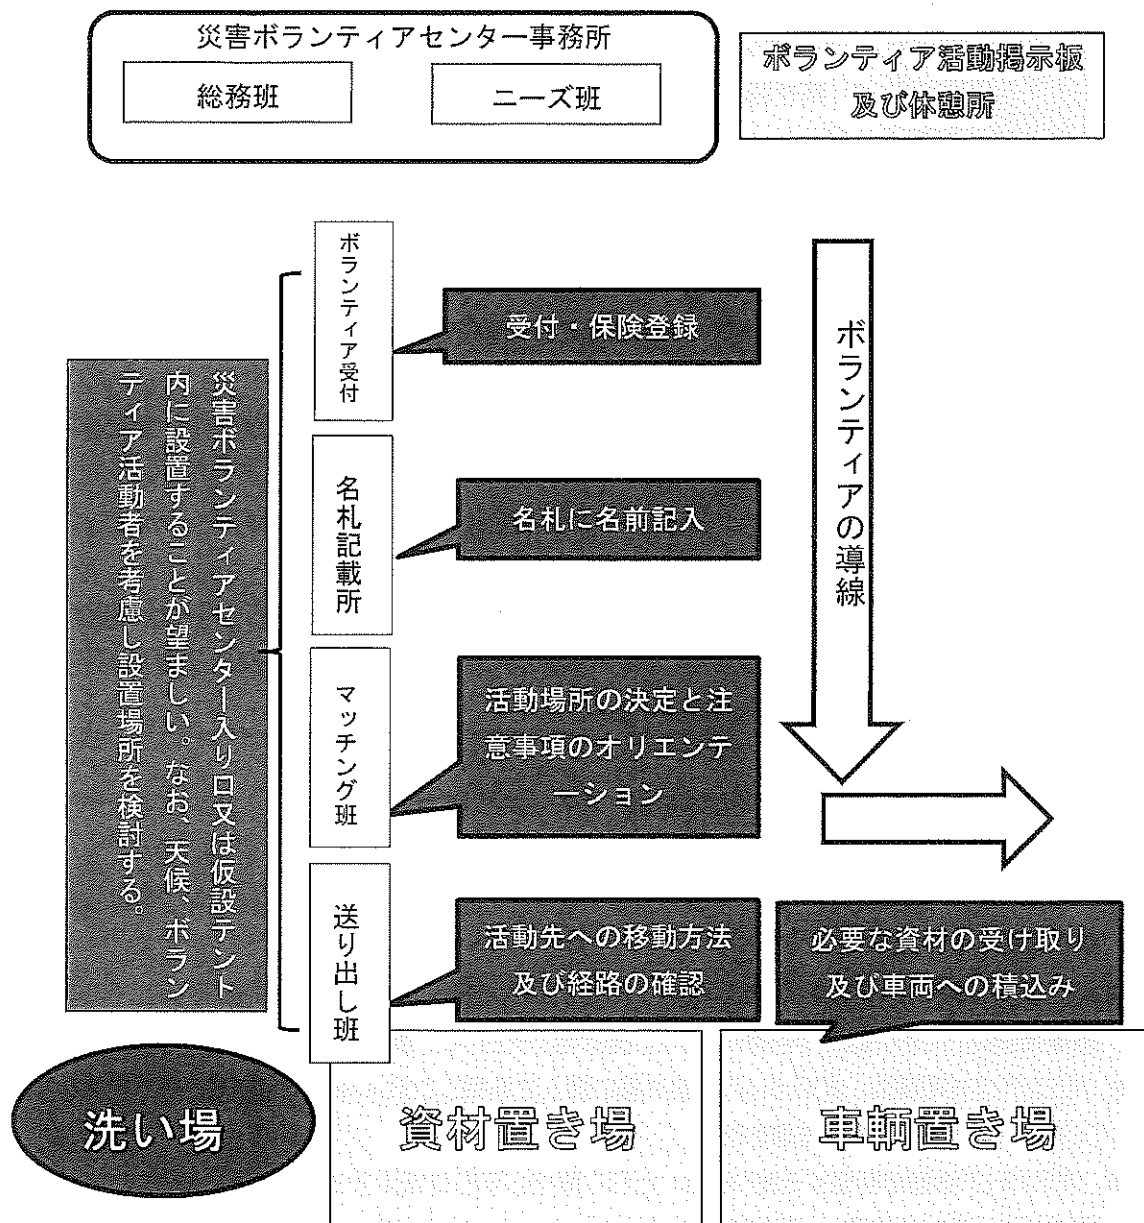 災害ボランティアセンター事務所
総務班
ニーズ班
ボランティア活動掲示板
及び休憩所
ボランティア受付
受付・保険登録
ボランティアの導線
災害ボランティアセンター入り口又は仮設テント
内に設置することが望ましい。なお、天候、ボラン
ティア活動者を考慮し設置場所を検討する。
名札記載所
名札に名前記入
マッチング班
活動場所の決定と注
意事項のオリエンテ
ーション
送り出し班
活動先への移動方法
及び経路の確認
必要な資材の受け取り
及び車両への積込み
洗い場
資材置き場
車輌置き場